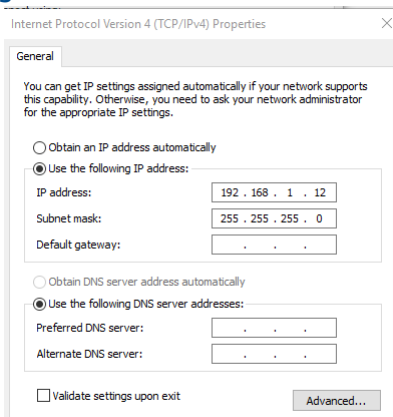 Internet Protocol Version 4 (TCP/IPv4) Properties
General
You can get IP settings assigned automatically if your network supports
this capability. Otherwise, you need to ask your network administrator
for the appropriate IP settings.
Obtain an IP address automatically
Use the following IP address:
IP address: 192 . 168 . 1 . 12
Subnet mask: 255 . 255 . 255 . 0
Default gateway: . . .
Obtain DNS server address automatically
Use the following DNS server addresses:
Preferred DNS server: . . .
Alternate DNS server: . . .
Validate settings upon exit
Advanced...